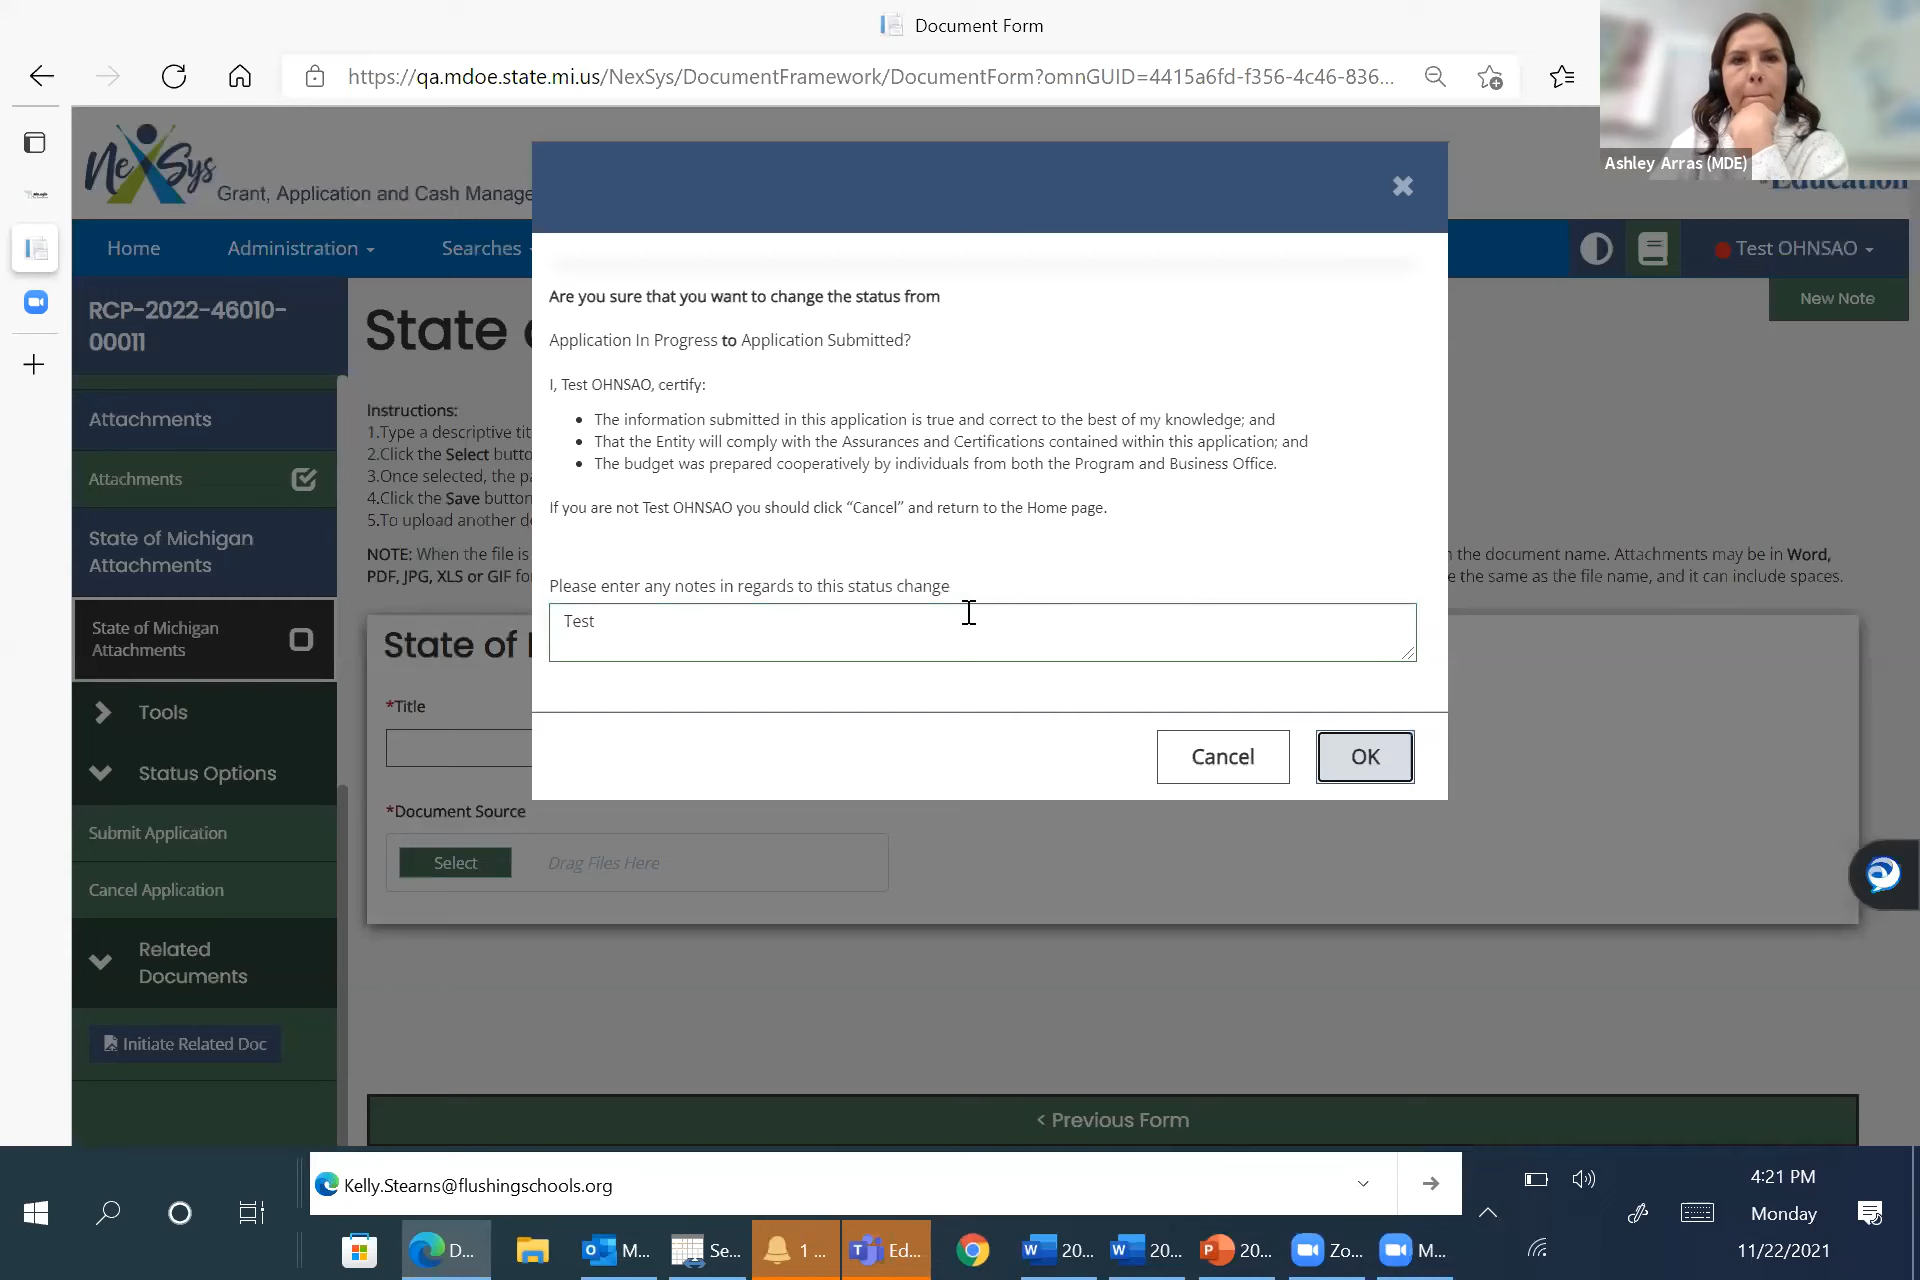 Document Form
https://qa.mdoe.state.mi.us/NexSys/DocumentFramework/DocumentForm?omnGUID=4415a6fd-f356-4c46-836...
Ashley Arras (MDE)
NexSys
Grant, Application and Cash Manage
Education
Home
Administration
Searches
Test OHNSAO
New Note
RCP-2022-46010-
00011
Attachments
Attachments
State of Michigan
Attachments
State of Michigan
Attachments
Tools
Status Options
Submit Application
Cancel Application
Related
Documents
Initiate Related Doc
State
Instructions:
1.Type a descriptive tit
2.Click the Select butto
3.Once selected, the pa
4.Click the Save button
5.To upload another d
NOTE: When the file is
n the document name. Attachments may be in Word,
PDF, JPG, XLS or GIF fo
e the same as the file name, and it can include spaces.
State of
*Title
*Document Source
Select
Drag Files Here
< Previous Form
Are you sure that you want to change the status from
Application In Progress to Application Submitted?
I, Test OHNSAO, certify:
• The information submitted in this application is true and correct to the best of my knowledge; and
• That the Entity will comply with the Assurances and Certifications contained within this application; and
• The budget was prepared cooperatively by individuals from both the Program and Business Office.
If you are not Test OHNSAO you should click “Cancel” and return to the Home page.
Please enter any notes in regards to this status change
Test
Cancel
OK
Kelly.Stearns@flushingschools.org
D...
M...
Se...
1 ...
Ed...
20...
20...
20...
Zo...
M...
4:21 PM
Monday
11/22/2021